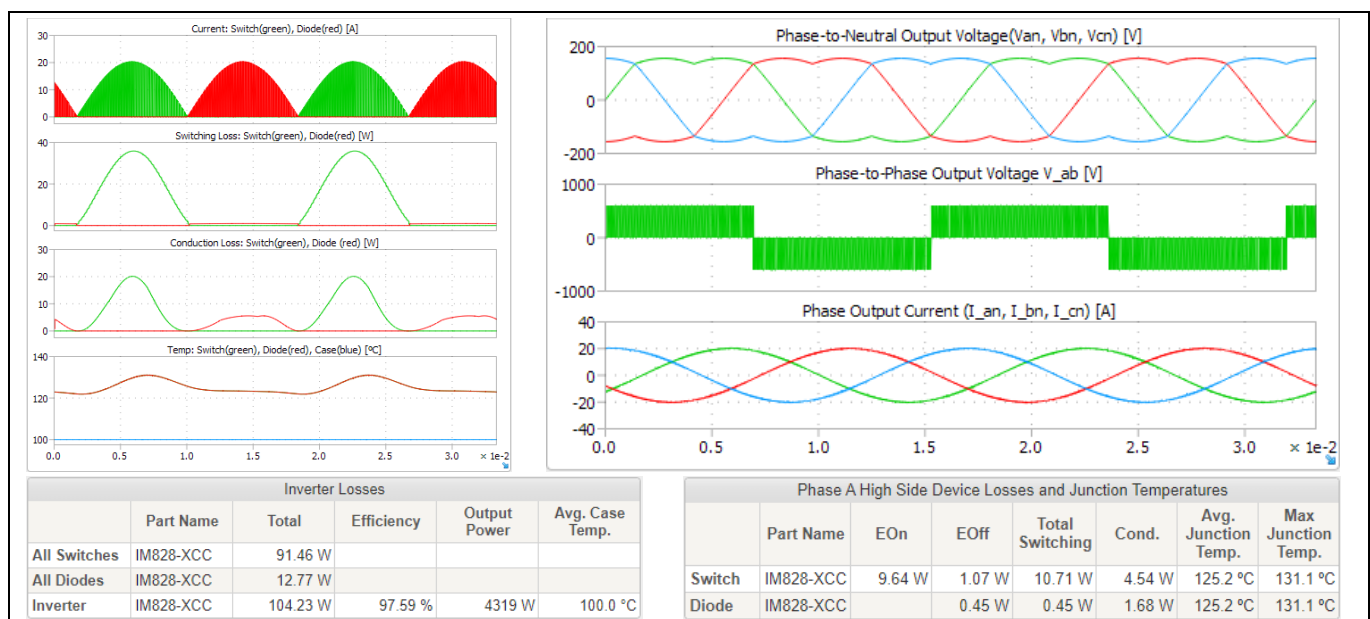 Current: Switch(green), Diode(red) [A]
30
20
10
0
Switching Loss: Switch(green), Diode(red) [W]
40
20
0
Conduction Loss: Switch(green), Diode (red) [W]
30
20
10
0
Temp: Switch(green), Diode(red), Case(blue) [ºC]
140
120
100
0.0 0.5 1.0 1.5 2.0 2.5 3.0 × 1e-2
Phase-to-Neutral Output Voltage(Van, Vbn, Vcn) [V]
200
0
-200
Phase-to-Phase Output Voltage V_ab [V]
1000
0
-1000
Phase Output Current (I_an, I_bn, I_cn) [A]
40
20
0
-20
-40
0.0 0.5 1.0 1.5 2.0 2.5 3.0 × 1e-2
Inverter Losses
Part Name Total Efficiency Output Power Avg. Case Temp.
All Switches IM828-XCC 91.46 W
All Diodes IM828-XCC 12.77 W
Inverter IM828-XCC 104.23 W 97.59 % 4319 W 100.0 °C
Phase A High Side Device Losses and Junction Temperatures
Part Name EOn EOff Total Switching Cond. Avg. Junction Temp. Max Junction Temp.
Switch IM828-XCC 9.64 W 1.07 W 10.71 W 4.54 W 125.2 ºC 131.1 ºC
Diode IM828-XCC 0.45 W 0.45 W 1.68 W 125.2 ºC 131.1 ºC